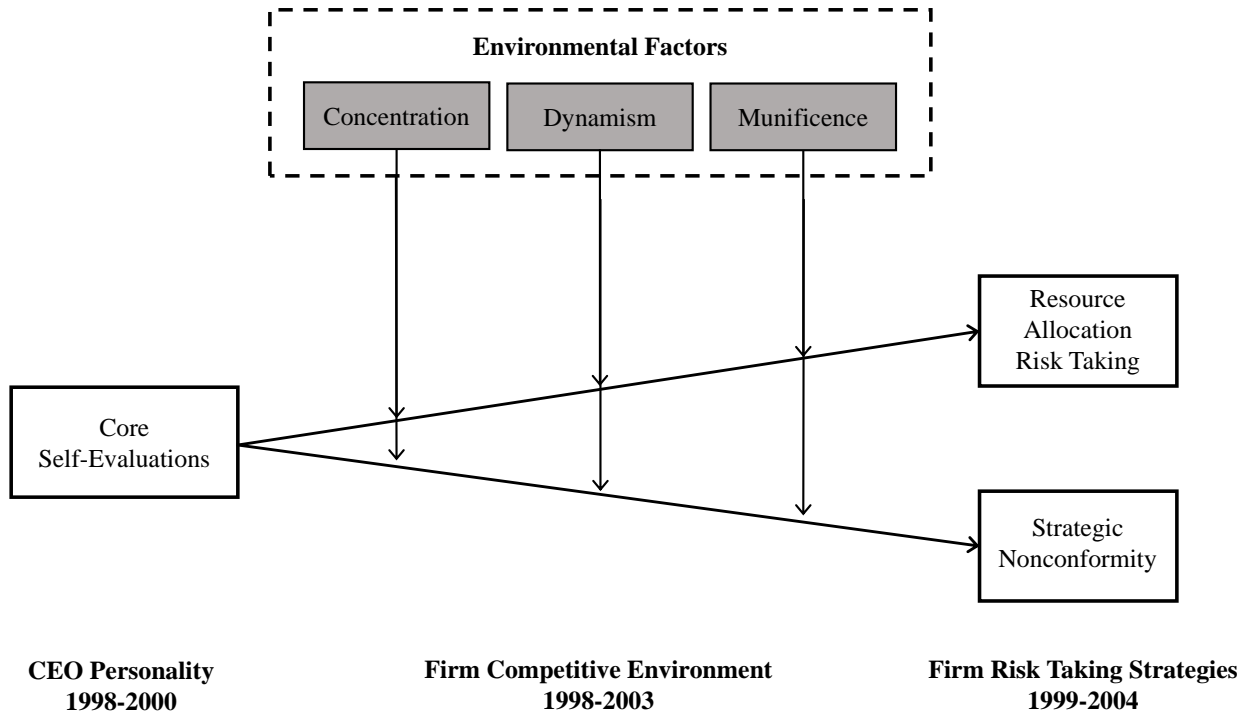 Environmental Factors
Concentration
Dynamism
Munificence
Resource
Allocation
Risk Taking
Core
Self-Evaluations
Strategic
Nonconformity
CEO Personality
1998-2000
Firm Competitive Environment
1998-2003
Firm Risk Taking Strategies
1999-2004